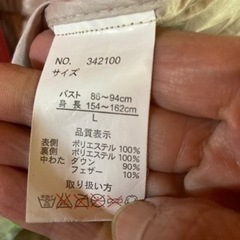 NO. 342100
サイズ
バスト 86~94cm
身長 154~162cm
L
品質表示
表側 ポリエステル 100%
裏側 ポリエステル 100%
中わた ダウン 90%
フェザー 10%
取り扱い方